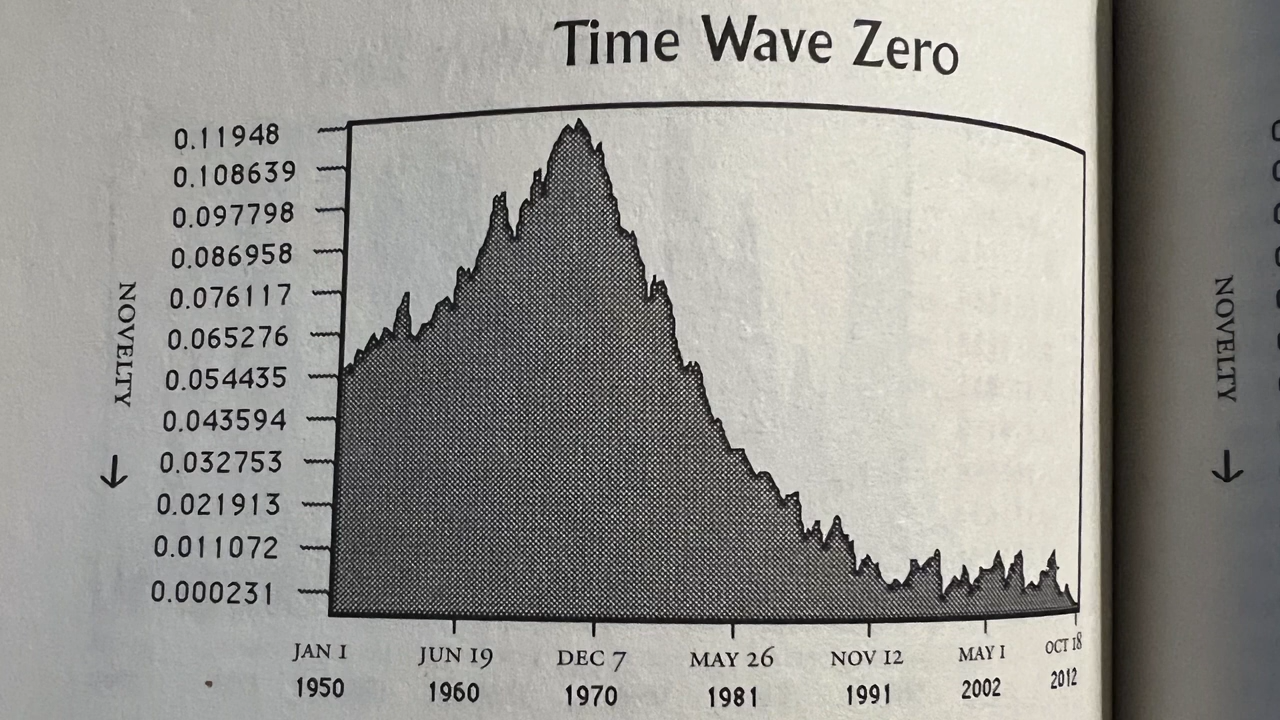 Time Wave Zero
0.11948
0.108639
0.097798
0.086958
0.076117
0.065276
0.054435
0.043594
0.032753
0.021913
0.011072
0.000231
NOVELTY
JAN 1
1950
JUN 19
1960
DEC 7
1970
MAY 26
1981
NOV 12
1991
MAY 1
2002
OCT 18
2012
NOVELTY